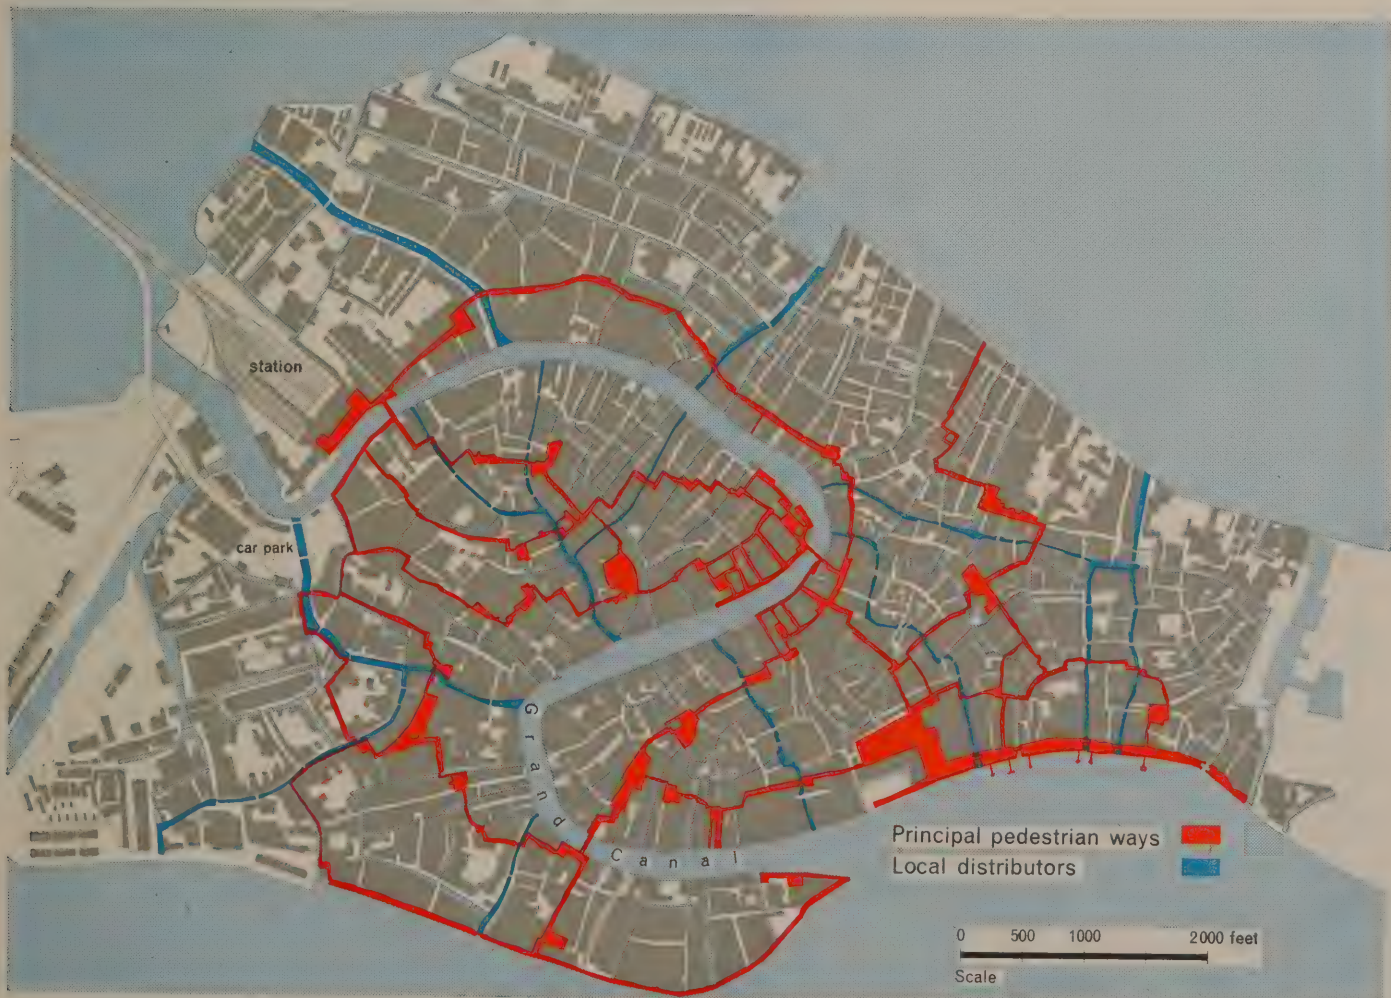 station
car park
Grand
Canal
Principal pedestrian ways
Local distributors
0 500 1000 2000 feet
Scale